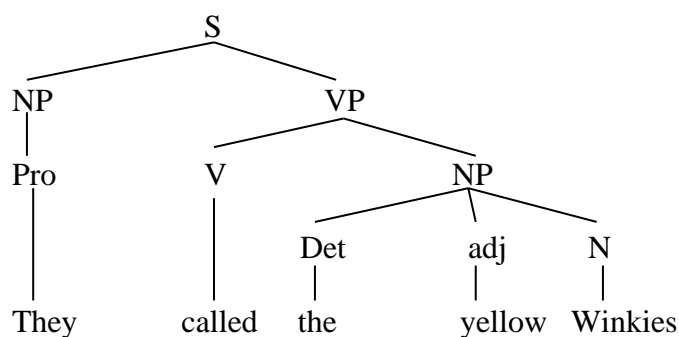 S
NP VP
Pro V NP
Det adj N
They called the yellow Winkies